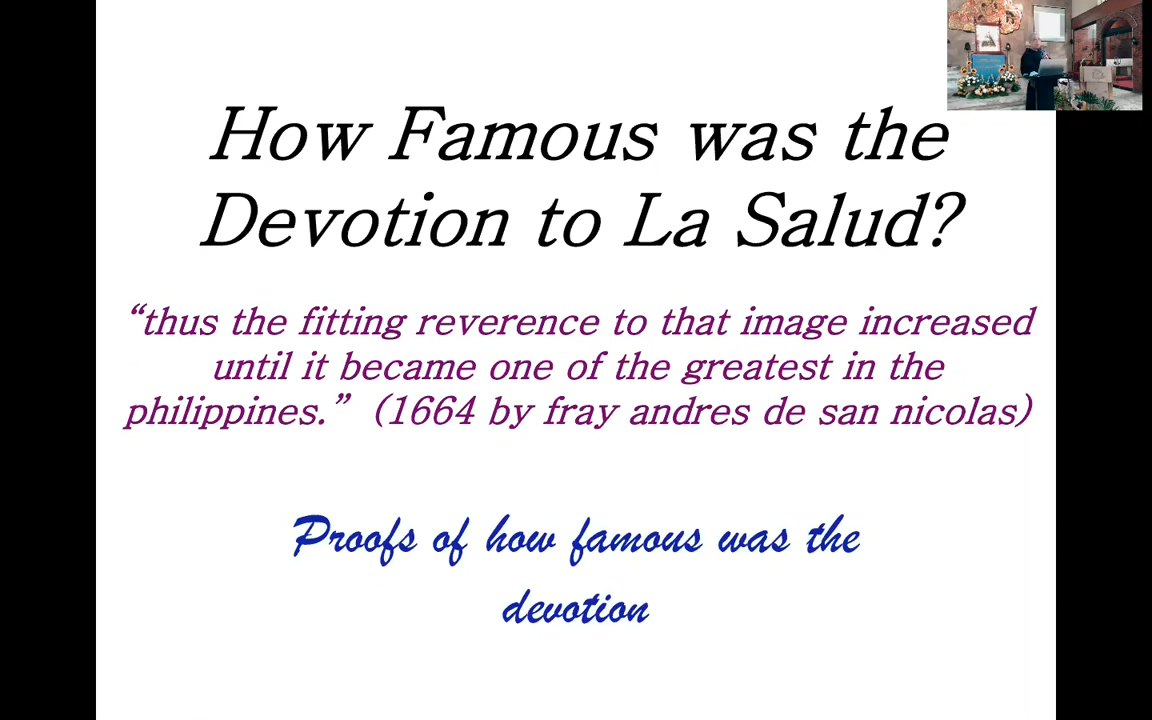 How Famous was the
Devotion to La Salud?
“thus the fitting reverence to that image increased
until it became one of the greatest in the
philippines.” (1664 by fray andres de san nicolas)
Proofs of how famous was the
devotion